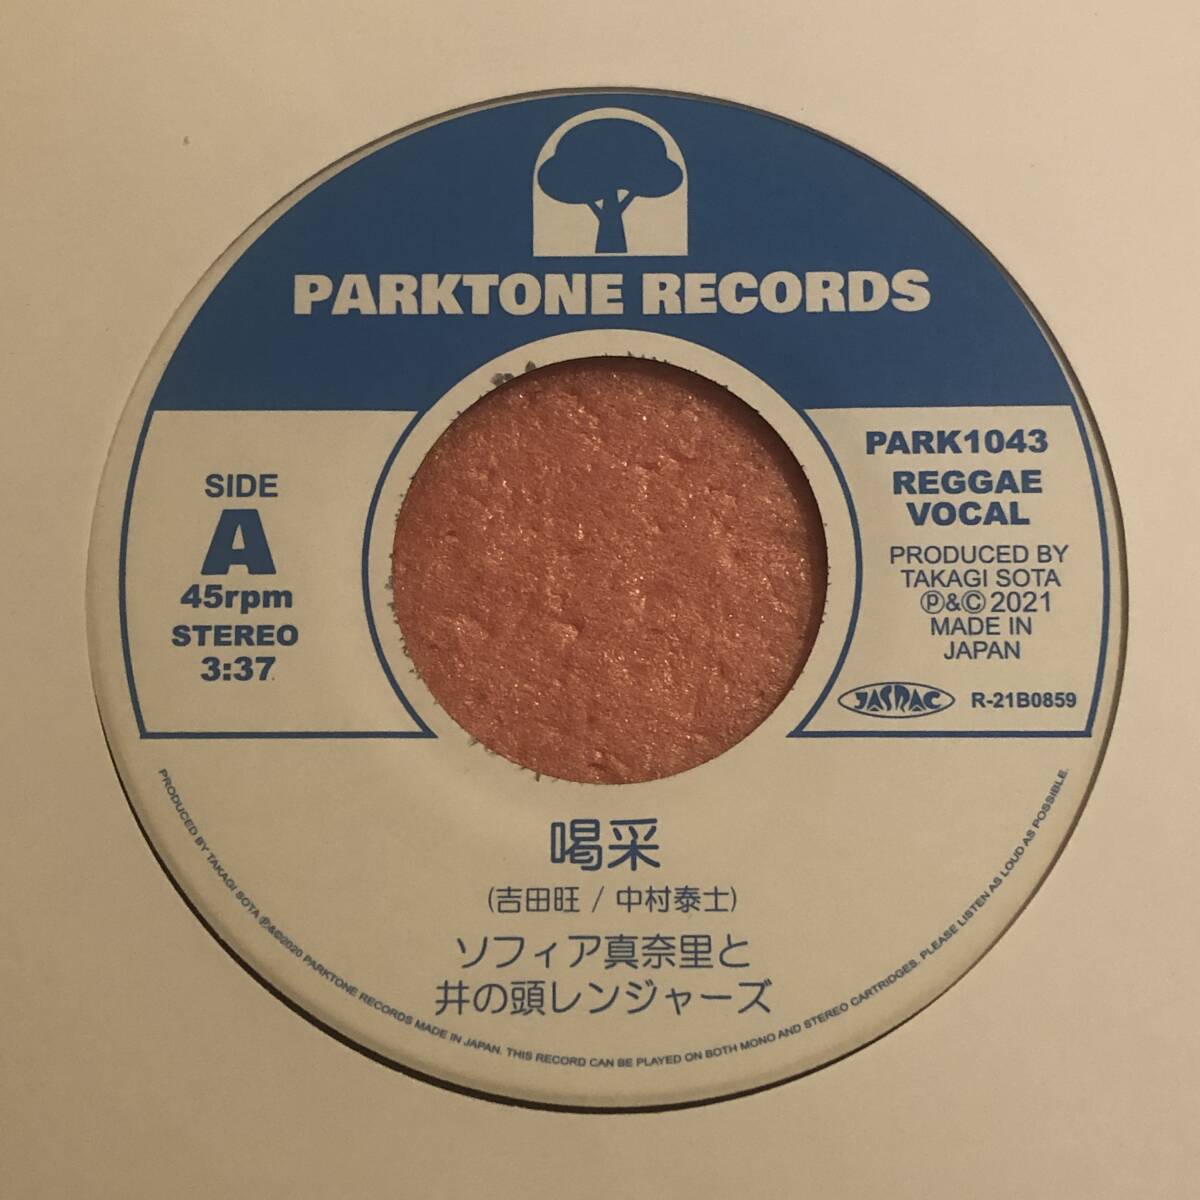 PARKTONE RECORDS
SIDE
A
45rpm
STEREO
3:37
PARK1043
REGGAE
VOCAL
PRODUCED BY
TAKAGI SOTA
Ⓟ&Ⓒ 2021
MADE IN
JAPAN
JASRAC R-21B0859
喝采
(吉田旺 / 中村泰士)
ソフィア真奈里と
井の頭レンジャーズ
PRODUCED BY TAKAGI SOTA Ⓟ&Ⓒ2020 PARKTONE RECORDS MADE IN JAPAN. THIS RECORD CAN BE PLAYED ON BOTH MONO AND STEREO CARTRIDGES. PLEASE LISTEN AS LOUD AS POSSIBLE.